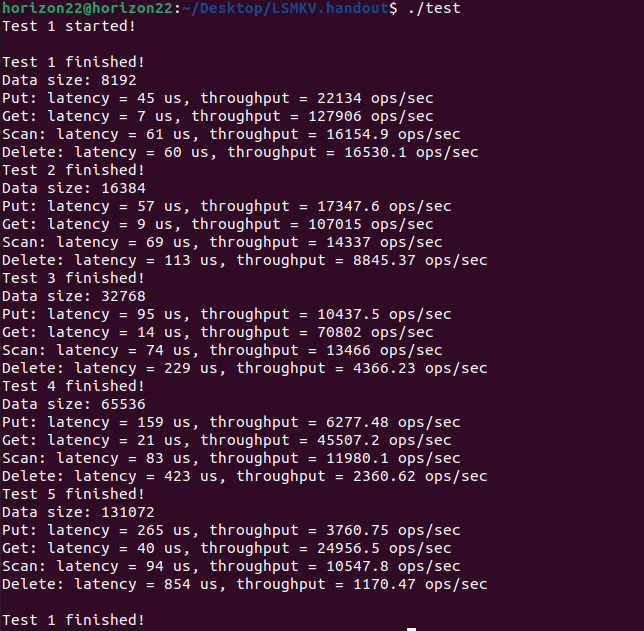 horizon22@horizon22:~/Desktop/LSMKV.handout$ ./test
Test 1 started!
Test 1 finished!
Data size: 8192
Put: latency = 45 us, throughput = 22134 ops/sec
Get: latency = 7 us, throughput = 127906 ops/sec
Scan: latency = 61 us, throughput = 16154.9 ops/sec
Delete: latency = 60 us, throughput = 16530.1 ops/sec
Test 2 finished!
Data size: 16384
Put: latency = 57 us, throughput = 17347.6 ops/sec
Get: latency = 9 us, throughput = 107015 ops/sec
Scan: latency = 69 us, throughput = 14337 ops/sec
Delete: latency = 113 us, throughput = 8845.37 ops/sec
Test 3 finished!
Data size: 32768
Put: latency = 95 us, throughput = 10437.5 ops/sec
Get: latency = 14 us, throughput = 70802 ops/sec
Scan: latency = 74 us, throughput = 13466 ops/sec
Delete: latency = 229 us, throughput = 4366.23 ops/sec
Test 4 finished!
Data size: 65536
Put: latency = 159 us, throughput = 6277.48 ops/sec
Get: latency = 21 us, throughput = 45507.2 ops/sec
Scan: latency = 83 us, throughput = 11980.1 ops/sec
Delete: latency = 423 us, throughput = 2360.62 ops/sec
Test 5 finished!
Data size: 131072
Put: latency = 265 us, throughput = 3760.75 ops/sec
Get: latency = 40 us, throughput = 24956.5 ops/sec
Scan: latency = 94 us, throughput = 10547.8 ops/sec
Delete: latency = 854 us, throughput = 1170.47 ops/sec
Test 1 finished!